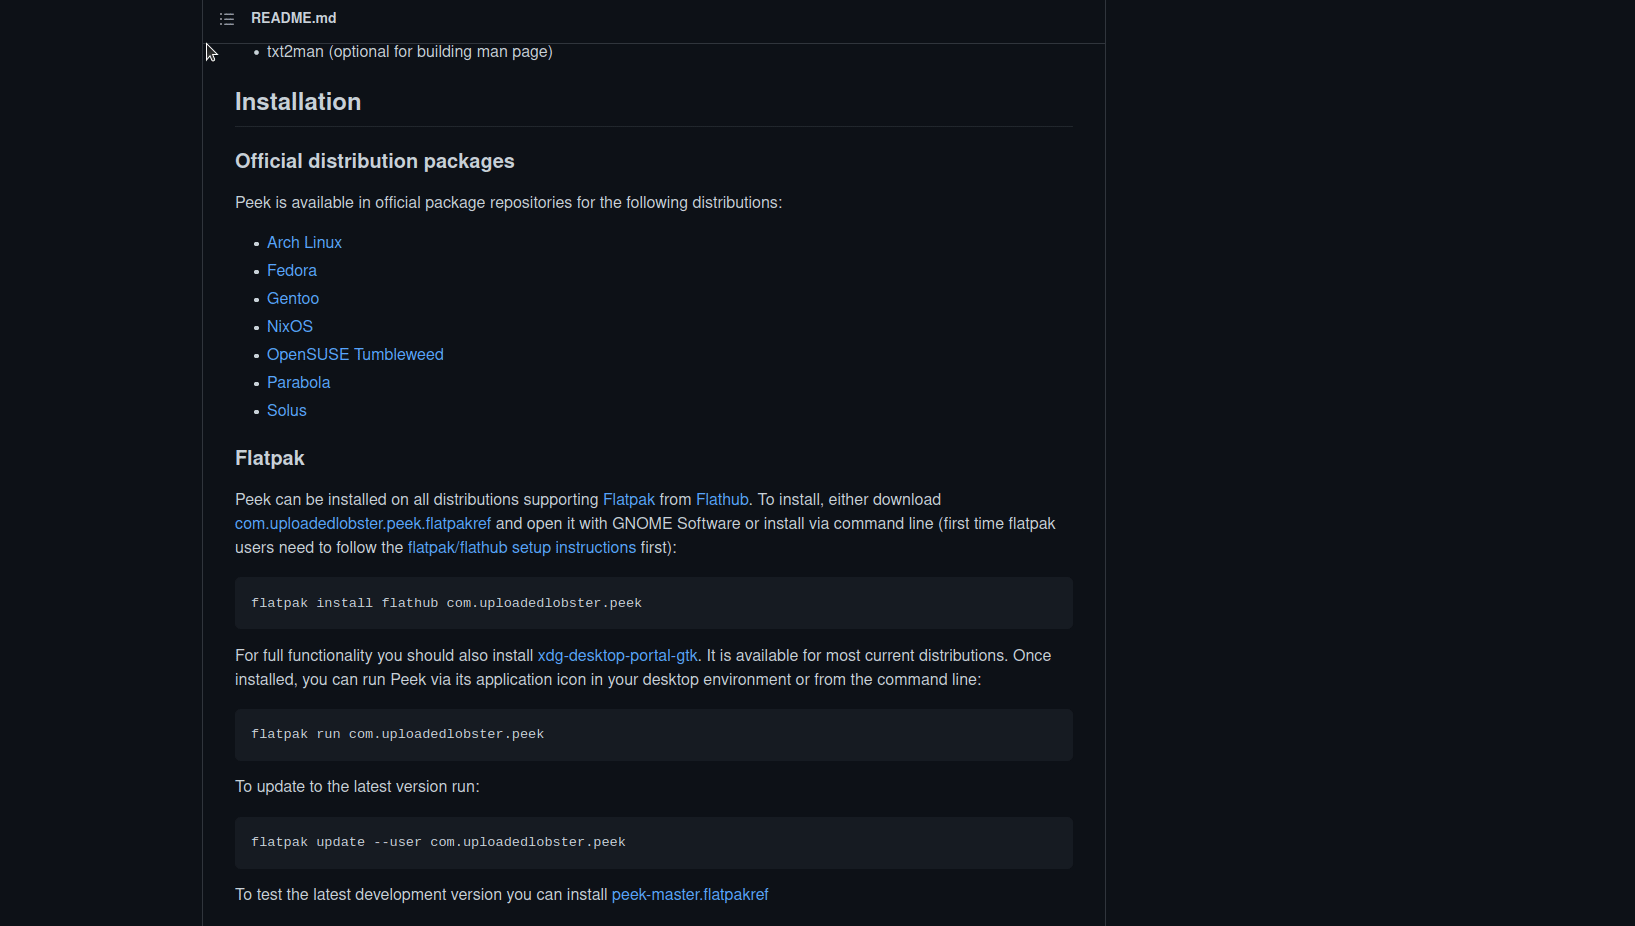 README.md
txt2man (optional for building man page)
Installation
Official distribution packages
Peek is available in official package repositories for the following distributions:
Arch Linux
Fedora
Gentoo
NixOS
OpenSUSE Tumbleweed
Parabola
Solus
Flatpak
Peek can be installed on all distributions supporting Flatpak from Flathub. To install, either download
com.uploadedlobster.peek.flatpakref and open it with GNOME Software or install via command line (first time flatpak
users need to follow the flatpak/flathub setup instructions first):
flatpak install flathub com.uploadedlobster.peek
For full functionality you should also install xdg-desktop-portal-gtk. It is available for most current distributions. Once
installed, you can run Peek via its application icon in your desktop environment or from the command line:
flatpak run com.uploadedlobster.peek
To update to the latest version run:
flatpak update --user com.uploadedlobster.peek
To test the latest development version you can install peek-master.flatpakref